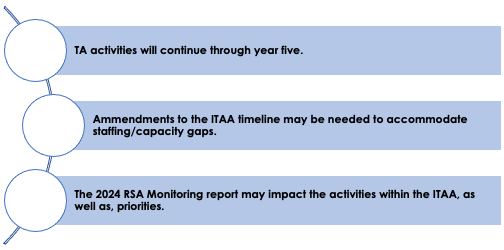 TA activities will continue through year five.
Ammendments to the ITAA timeline may be needed to accommodate
staffing/capacity gaps.
The 2024 RSA Monitoring report may impact the activities within the ITAA, as
well as, priorities.